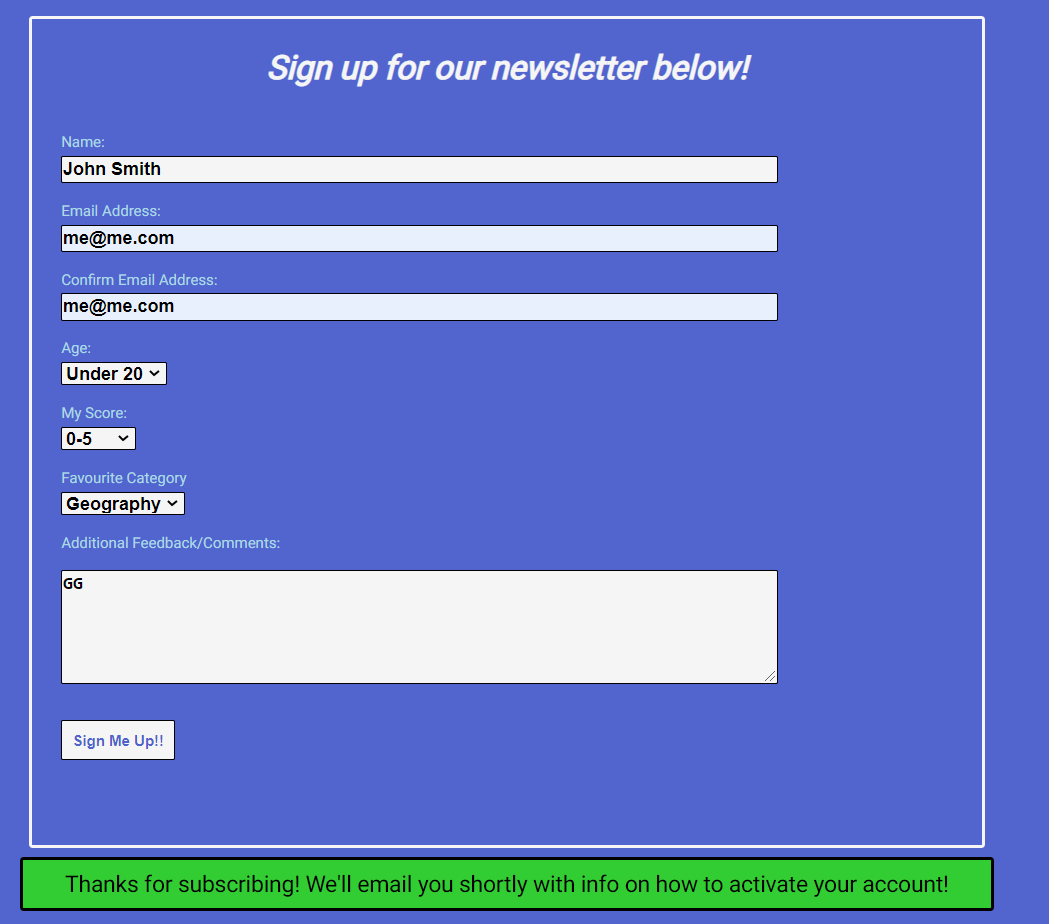 Sign up for our newsletter below!
Name:
John Smith
Email Address:
me@me.com
Confirm Email Address:
me@me.com
Age:
Under 20
My Score:
0-5
Favourite Category
Geography
Additional Feedback/Comments:
GG
Sign Me Up!!
Thanks for subscribing! We'll email you shortly with info on how to activate your account!